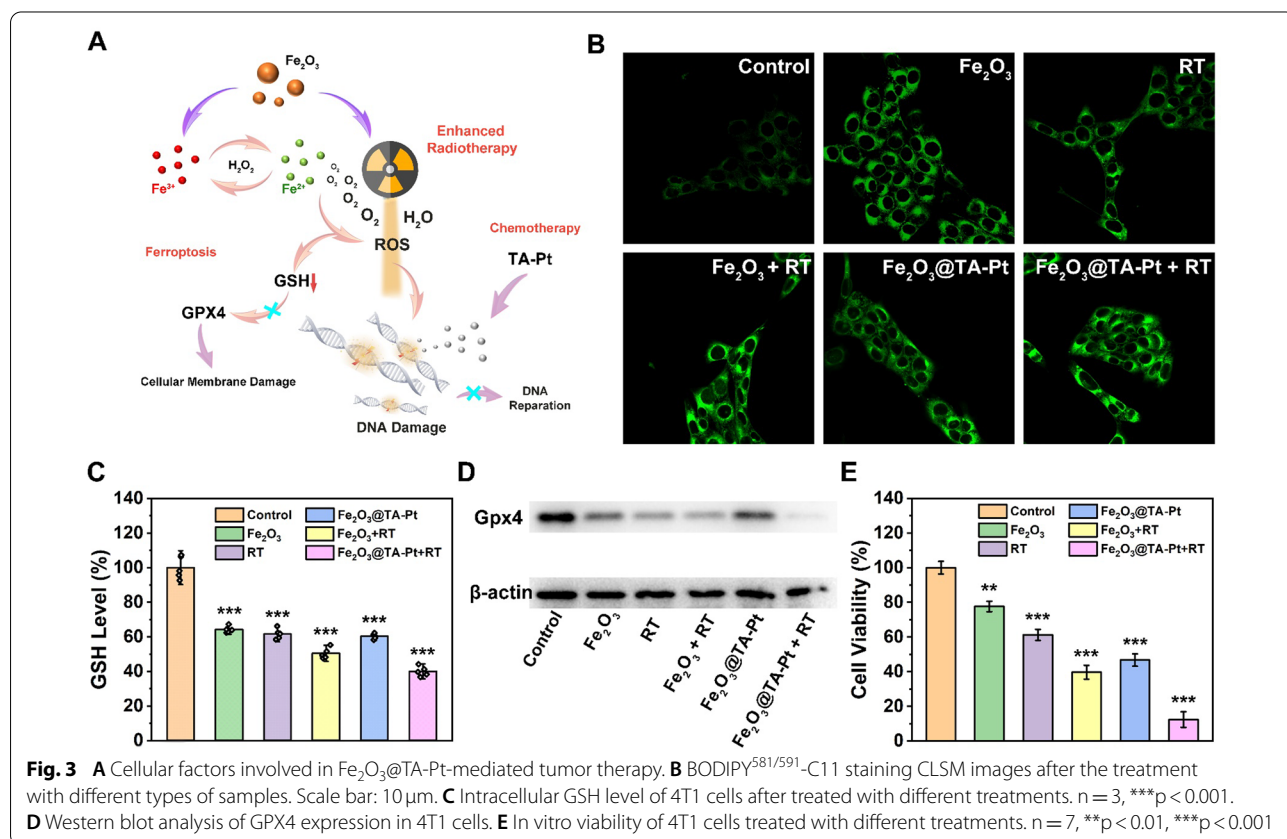 A
Fe₂O₃
Enhanced
Radiotherapy
H₂O₂
Fe³⁺
Fe²⁺
O₂
O₂
O₂
O₂
O₂
O₂
H₂O
ROS
Chemotherapy
TA-Pt
Ferroptosis
GSH
GPX4
Cellular Membrane Damage
DNA
Reparation
DNA Damage
B
Control
Fe₂O₃
RT
Fe₂O₃ + RT
Fe₂O₃@TA-Pt
Fe₂O₃@TA-Pt + RT
C
GSH Level (%)
140
120
100
80
60
40
20
0
Control
Fe₂O₃
RT
Fe₂O₃@TA-Pt
Fe₂O₃+RT
Fe₂O₃@TA-Pt+RT
***
***
***
***
***
D
Gpx4
β-actin
Control
Fe₂O₃
RT
Fe₂O₃ + RT
Fe₂O₃@TA-Pt
Fe₂O₃@TA-Pt + RT
E
Cell Viability (%)
140
120
100
80
60
40
20
0
Control
Fe₂O₃
RT
Fe₂O₃@TA-Pt
Fe₂O₃+RT
Fe₂O₃@TA-Pt+RT
**
***
***
***
***
Fig. 3 A Cellular factors involved in Fe₂O₃@TA-Pt-mediated tumor therapy. B BODIPY⁵⁸¹/⁵⁹¹-C11 staining CLSM images after the treatment
with different types of samples. Scale bar: 10 μm. C Intracellular GSH level of 4T1 cells after treated with different treatments. n = 3, ***p < 0.001.
D Western blot analysis of GPX4 expression in 4T1 cells. E In vitro viability of 4T1 cells treated with different treatments. n = 7, **p < 0.01, ***p < 0.001